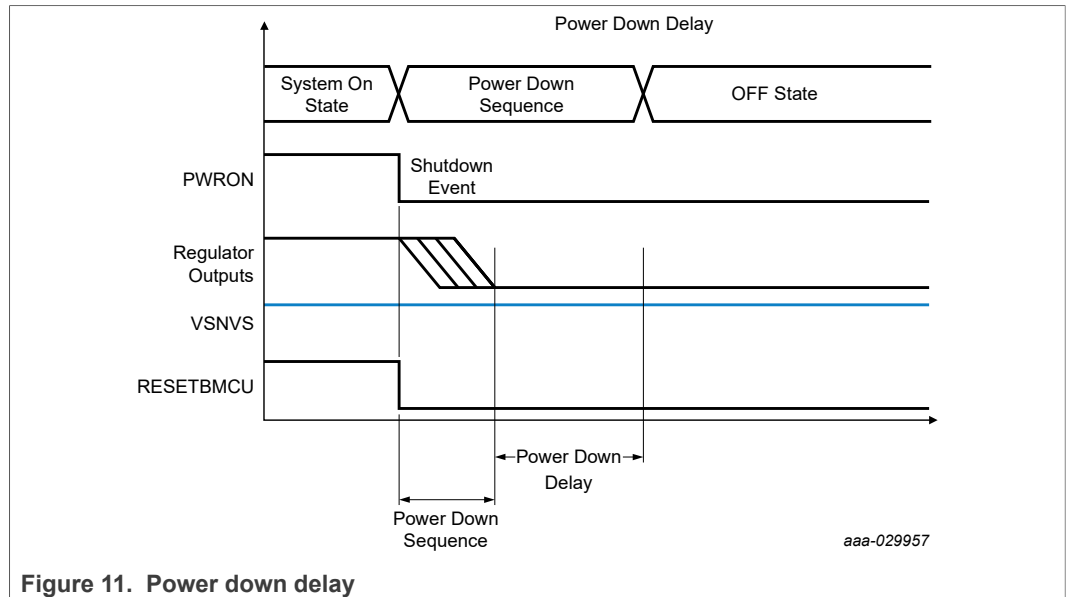 Power Down Delay
System On
State
Power Down
Sequence
OFF State
PWRON
Shutdown
Event
Regulator
Outputs
VSNVS
RESETBMCU
Power Down
Delay
Power Down
Sequence
aaa-029957
Figure 11. Power down delay